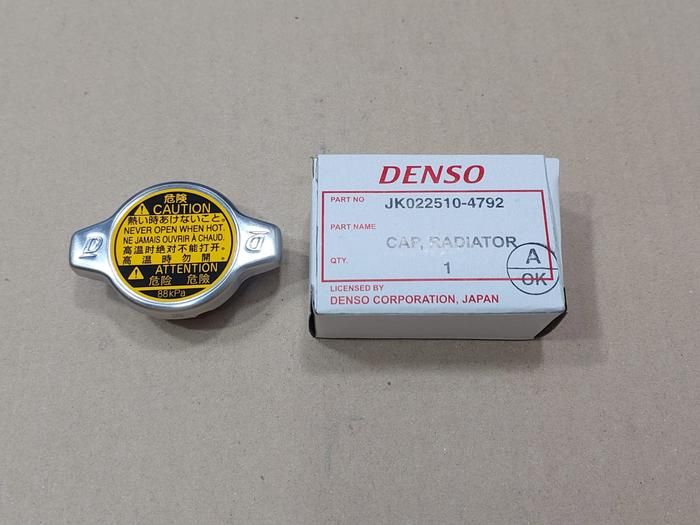 危険
CAUTION
熱い時あけないこと。
NEVER OPEN WHEN HOT.
NE JAMAIS OUVRIR À CHAUD.
高温时绝对不能打开。
高温時勿開。
ATTENTION
危险 危險
88kPa
DENSO
PART NO JK022510-4792
PART NAME
CAP, RADIATOR
QTY. 1
A
OK
LICENSED BY
DENSO CORPORATION, JAPAN